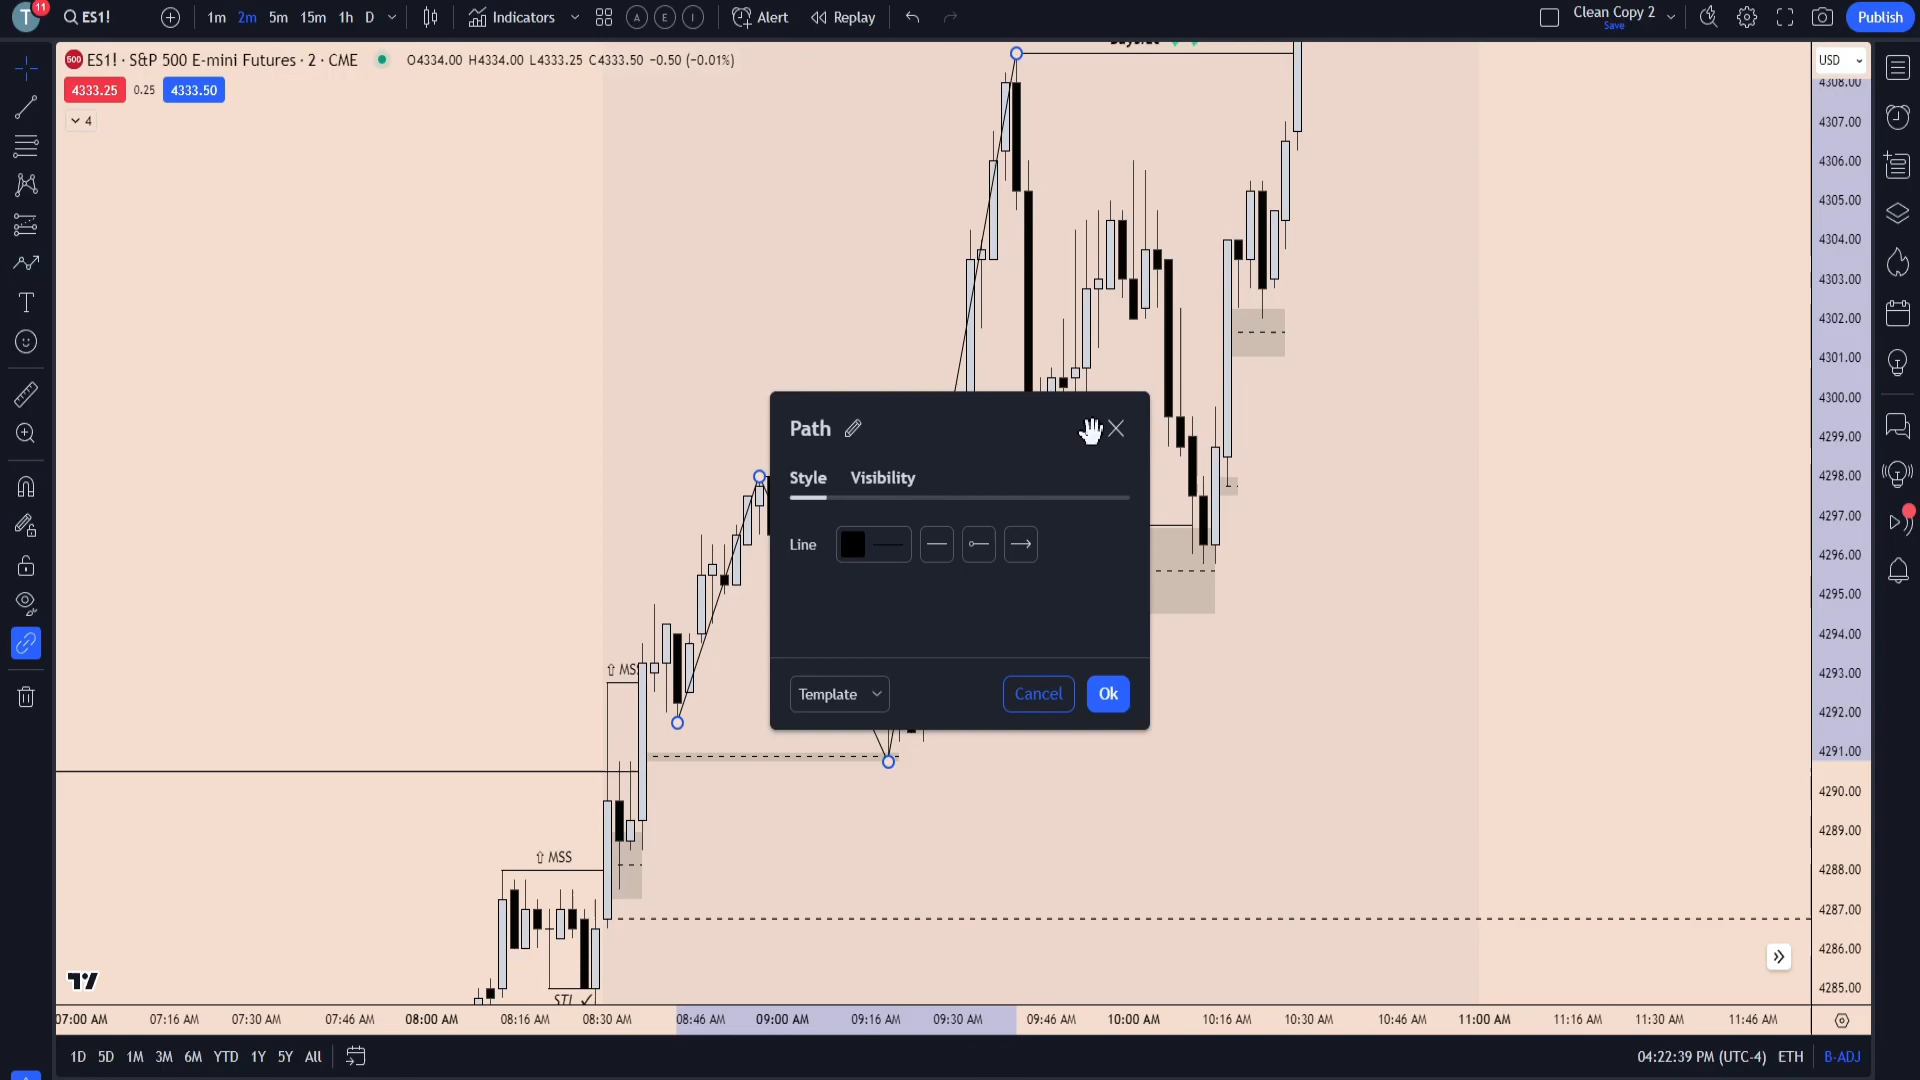 T
11
ES1!
1m 2m 5m 15m 1h D
Indicators
A E I
Alert
Replay
Clean Copy 2
Save
Publish
500 ES1! · S&P 500 E-mini Futures · 2 · CME
O4334.00 H4334.00 L4333.25 C4333.50 −0.50 (−0.01%)
4333.25 0.25 4333.50
4
USD
4308.00
4307.00
4306.00
4305.00
4304.00
4303.00
4302.00
4301.00
4300.00
4299.00
4298.00
4297.00
4296.00
4295.00
4294.00
4293.00
4292.00
4291.00
4290.00
4289.00
4288.00
4287.00
4286.00
4285.00
Path
Style Visibility
Line
Template
Cancel
Ok
⇧ MSS
⇧ MSS
STL ✓
07:00 AM 07:16 AM 07:30 AM 07:46 AM 08:00 AM 08:16 AM 08:30 AM 08:46 AM 09:00 AM 09:16 AM 09:30 AM 09:46 AM 10:00 AM 10:16 AM 10:30 AM 10:46 AM 11:00 AM 11:16 AM 11:30 AM 11:46 AM
1D 5D 1M 3M 6M YTD 1Y 5Y All
04:22:39 PM (UTC-4) ETH B-ADJ